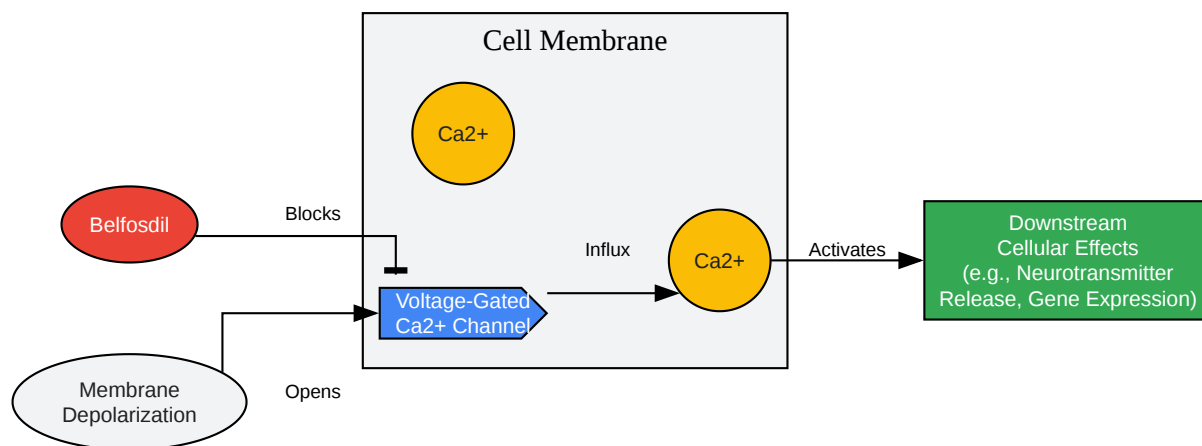 Cell Membrane
Ca2+
Belfosdil
Blocks
Influx
Ca2+
Activates
Downstream
Cellular Effects
(e.g., Neurotransmitter
Release, Gene Expression)
Voltage-Gated
Ca2+ Channel
Membrane
Depolarization
Opens